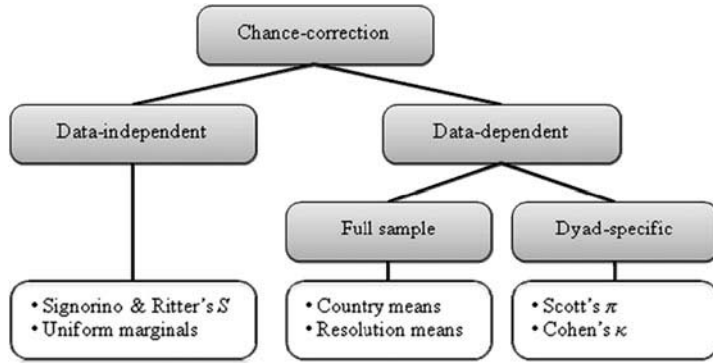 Chance-correction
Data-independent
Data-dependent
Full sample
Dyad-specific
• Signorino & Ritter's S
• Uniform marginals
• Country means
• Resolution means
• Scott's π
• Cohen's κ